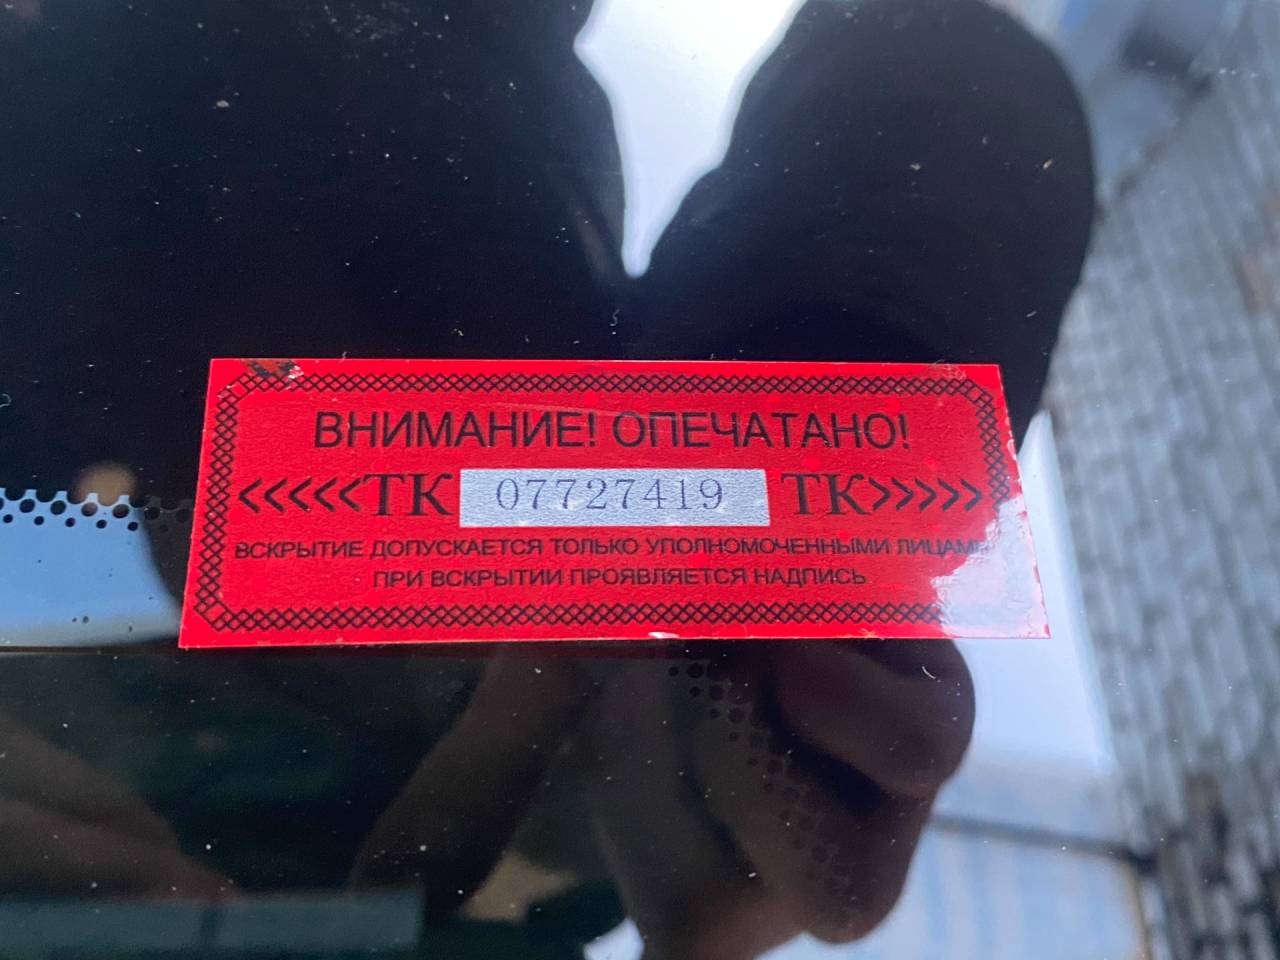 ВНИМАНИЕ! ОПЕЧАТАНО!
<<<<<ТК 07727419 ТК>>>>>
ВСКРЫТИЕ ДОПУСКАЕТСЯ ТОЛЬКО УПОЛНОМОЧЕННЫМИ ЛИЦАМИ
ПРИ ВСКРЫТИИ ПРОЯВЛЯЕТСЯ НАДПИСЬ